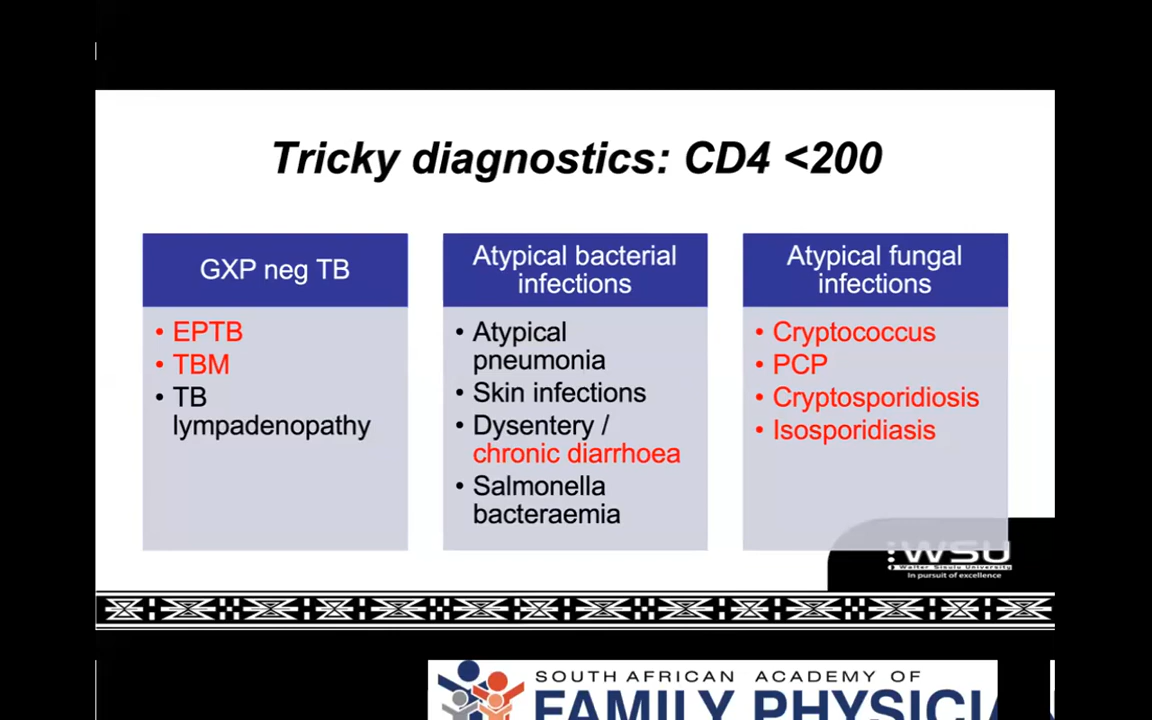 Tricky diagnostics: CD4 <200
GXP neg TB
• EPTB
• TBM
• TB
lympadenopathy
Atypical bacterial
infections
• Atypical
pneumonia
• Skin infections
• Dysentery /
chronic diarrhoea
• Salmonella
bacteraemia
Atypical fungal
infections
• Cryptococcus
• PCP
• Cryptosporidiosis
• Isosporidiasis
WSU
Walter Sisulu University
In pursuit of excellence
SOUTH AFRICAN ACADEMY OF
FAMILY PHYSICI